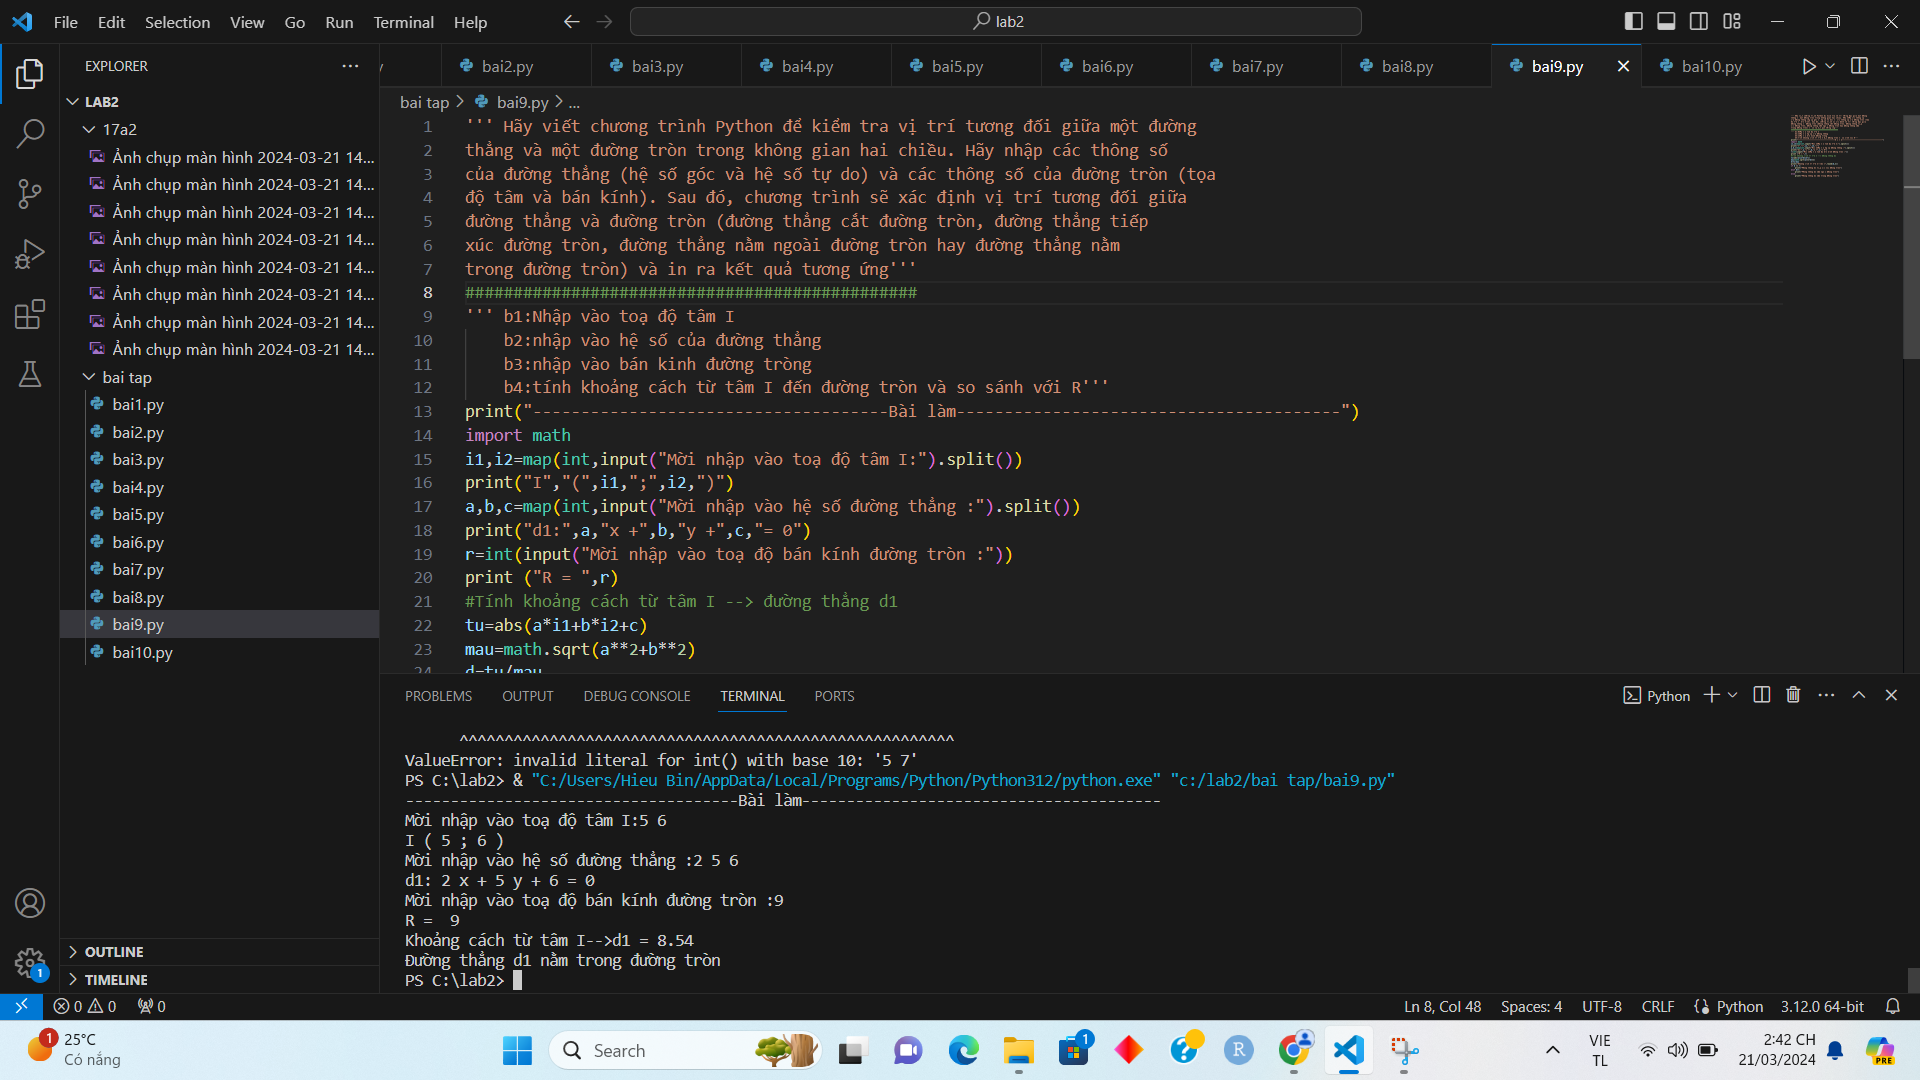 File Edit Selection View Go Run Terminal Help
lab2
EXPLORER
bai2.py bai3.py bai4.py bai5.py bai6.py bai7.py bai8.py bai9.py bai10.py
LAB2
17a2
Ảnh chụp màn hình 2024-03-21 14...
Ảnh chụp màn hình 2024-03-21 14...
Ảnh chụp màn hình 2024-03-21 14...
Ảnh chụp màn hình 2024-03-21 14...
Ảnh chụp màn hình 2024-03-21 14...
Ảnh chụp màn hình 2024-03-21 14...
Ảnh chụp màn hình 2024-03-21 14...
Ảnh chụp màn hình 2024-03-21 14...
bai tap
bai1.py
bai2.py
bai3.py
bai4.py
bai5.py
bai6.py
bai7.py
bai8.py
bai9.py
bai10.py
OUTLINE
TIMELINE
bai tap > bai9.py > ...
1 ''' Hãy viết chương trình Python để kiểm tra vị trí tương đối giữa một đường
2 thẳng và một đường tròn trong không gian hai chiều. Hãy nhập các thông số
3 của đường thẳng (hệ số góc và hệ số tự do) và các thông số của đường tròn (tọa
4 độ tâm và bán kính). Sau đó, chương trình sẽ xác định vị trí tương đối giữa
5 đường thẳng và đường tròn (đường thẳng cắt đường tròn, đường thẳng tiếp
6 xúc đường tròn, đường thẳng nằm ngoài đường tròn hay đường thẳng nằm
7 trong đường tròn) và in ra kết quả tương ứng'''
8 ###############################################
9 ''' b1:Nhập vào toạ độ tâm I
10 b2:nhập vào hệ số của đường thẳng
11 b3:nhập vào bán kinh đường tròng
12 b4:tính khoảng cách từ tâm I đến đường tròn và so sánh với R'''
13 print("-------------------------------------Bài làm----------------------------------------")
14 import math
15 i1,i2=map(int,input("Mời nhập vào toạ độ tâm I:").split())
16 print("I","(",i1,";",i2,")")
17 a,b,c=map(int,input("Mời nhập vào hệ số đường thẳng :").split())
18 print("d1:",a,"x +",b,"y +",c,"= 0")
19 r=int(input("Mời nhập vào toạ độ bán kính đường tròn :"))
20 print ("R = ",r)
21 #Tính khoảng cách từ tâm I --> đường thẳng d1
22 tu=abs(a*i1+b*i2+c)
23 mau=math.sqrt(a**2+b**2)
24 d=tu/mau
PROBLEMS OUTPUT DEBUG CONSOLE TERMINAL PORTS
Python
^^^^^^^^^^^^^^^^^^^^^^^^^^^^^^^^^^^^^^^^^^^^^^^^^^^^^^^
ValueError: invalid literal for int() with base 10: '5 7'
PS C:\lab2> & "C:/Users/Hieu Bin/AppData/Local/Programs/Python/Python312/python.exe" "c:/lab2/bai tap/bai9.py"
-------------------------------------Bài làm----------------------------------------
Mời nhập vào toạ độ tâm I:5 6
I ( 5 ; 6 )
Mời nhập vào hệ số đường thẳng :2 5 6
d1: 2 x + 5 y + 6 = 0
Mời nhập vào toạ độ bán kính đường tròn :9
R =  9
Khoảng cách từ tâm I-->d1 = 8.54
Đường thẳng d1 nằm trong đường tròn
PS C:\lab2>
1
0 0 0
Ln 8, Col 48 Spaces: 4 UTF-8 CRLF Python 3.12.0 64-bit
1
25°C
Có nắng
Search
1
R
VIE
TL
2:42 CH
21/03/2024
PRE